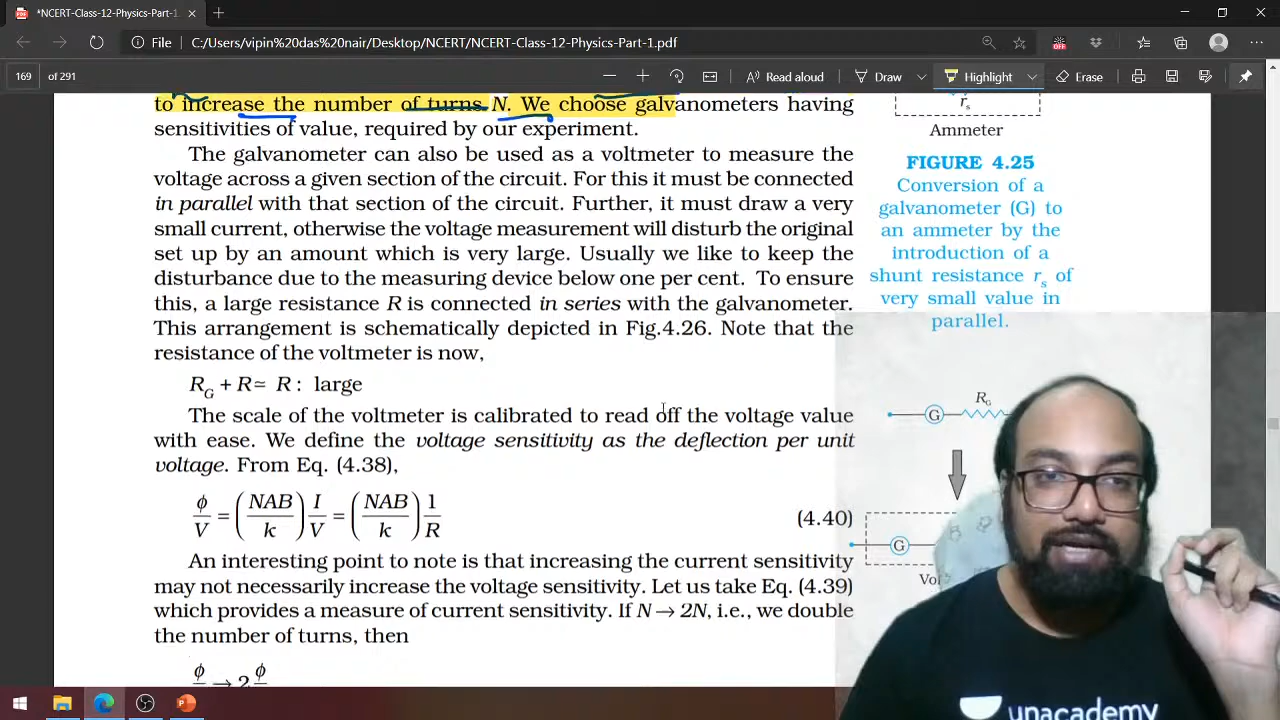 *NCERT-Class-12-Physics-Part-1.
File
C:/Users/vipin%20das%20nair/Desktop/NCERT/NCERT-Class-12-Physics-Part-1.pdf
169 of 291
Read aloud
Draw
Highlight
Erase
to increase the number of turns N. We choose galvanometers having
sensitivities of value, required by our experiment.
The galvanometer can also be used as a voltmeter to measure the
voltage across a given section of the circuit. For this it must be connected
in parallel with that section of the circuit. Further, it must draw a very
small current, otherwise the voltage measurement will disturb the original
set up by an amount which is very large. Usually we like to keep the
disturbance due to the measuring device below one per cent. To ensure
this, a large resistance R is connected in series with the galvanometer.
This arrangement is schematically depicted in Fig.4.26. Note that the
resistance of the voltmeter is now,
R_G + R ≃ R : large
The scale of the voltmeter is calibrated to read off the voltage value
with ease. We define the voltage sensitivity as the deflection per unit
voltage. From Eq. (4.38),
ϕ/V = (NAB/k) I/V = (NAB/k) 1/R (4.40)
An interesting point to note is that increasing the current sensitivity
may not necessarily increase the voltage sensitivity. Let us take Eq. (4.39)
which provides a measure of current sensitivity. If N → 2N, i.e., we double
the number of turns, then
ϕ → 2 ϕ
r_s
Ammeter
FIGURE 4.25
Conversion of a
galvanometer (G) to
an ammeter by the
introduction of a
shunt resistance r_s of
very small value in
parallel.
G
R_G
G
unacademy